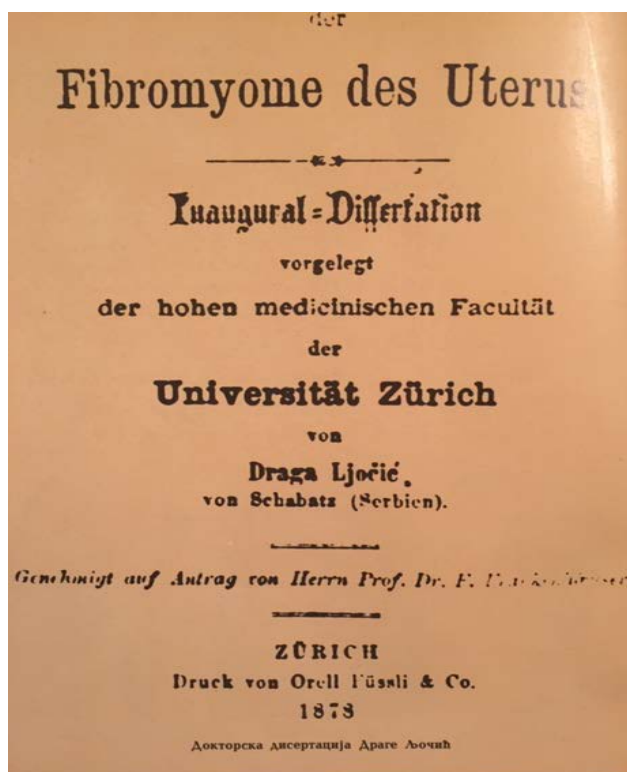 der
Fibromyome des Uterus
Inaugural=Dissertation
vorgelegt
der hohen medicinischen Facultät
der
Universität Zürich
von
Draga Ljočić.
von Schabatz (Serbien).
Genehmigt auf Antrag von Herrn Prof. Dr. F.
ZÜRICH
Druck von Orell Füssli & Co.
1878
Докторска дисертација Драге Љочић